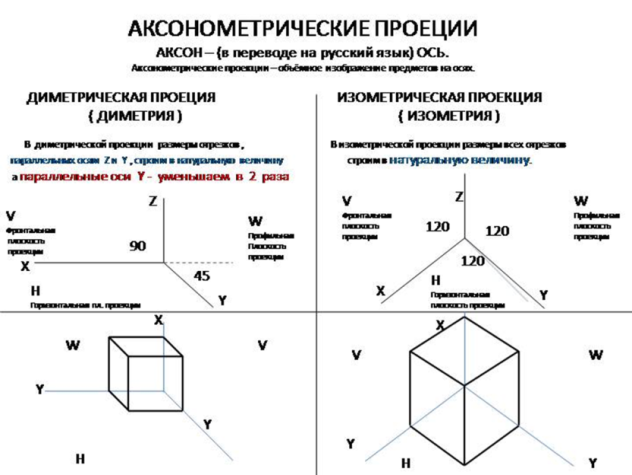 АКСОНОМЕТРИЧЕСКИЕ ПРОЕЦИИ
АКСОН – (в переводе на русский язык) ОСЬ.
Аксонометрические проекции – объёмное изображение предметов на осях.
ДИМЕТРИЧЕСКАЯ ПРОЕЦИЯ
( ДИМЕТРИЯ )
В диметрической проекции размеры отрезков,
параллельных осям Z и Y, строим в натуральную величину
а параллельные оси Y - уменьшаем в 2 раза
Z
V
Фронтальная
плоскость
проекции
W
Профильная
Плоскость
проекции
90
X
45
H
Горизонтальная пл. проекции
Y
ИЗОМЕТРИЧЕСКАЯ ПРОЕКЦИЯ
( ИЗОМЕТРИЯ )
В изометрической проекции размеры всех отрезков
строим в натуральную величину.
Z
V
Фронтальная
плоскость
проекции
W
Профильная
плоскость
проекции
120
120
120
X
H
Горизонтальная
плоскость проекции
Y
X
W
V
Y
Y
H
X
V
W
Y
H
Y